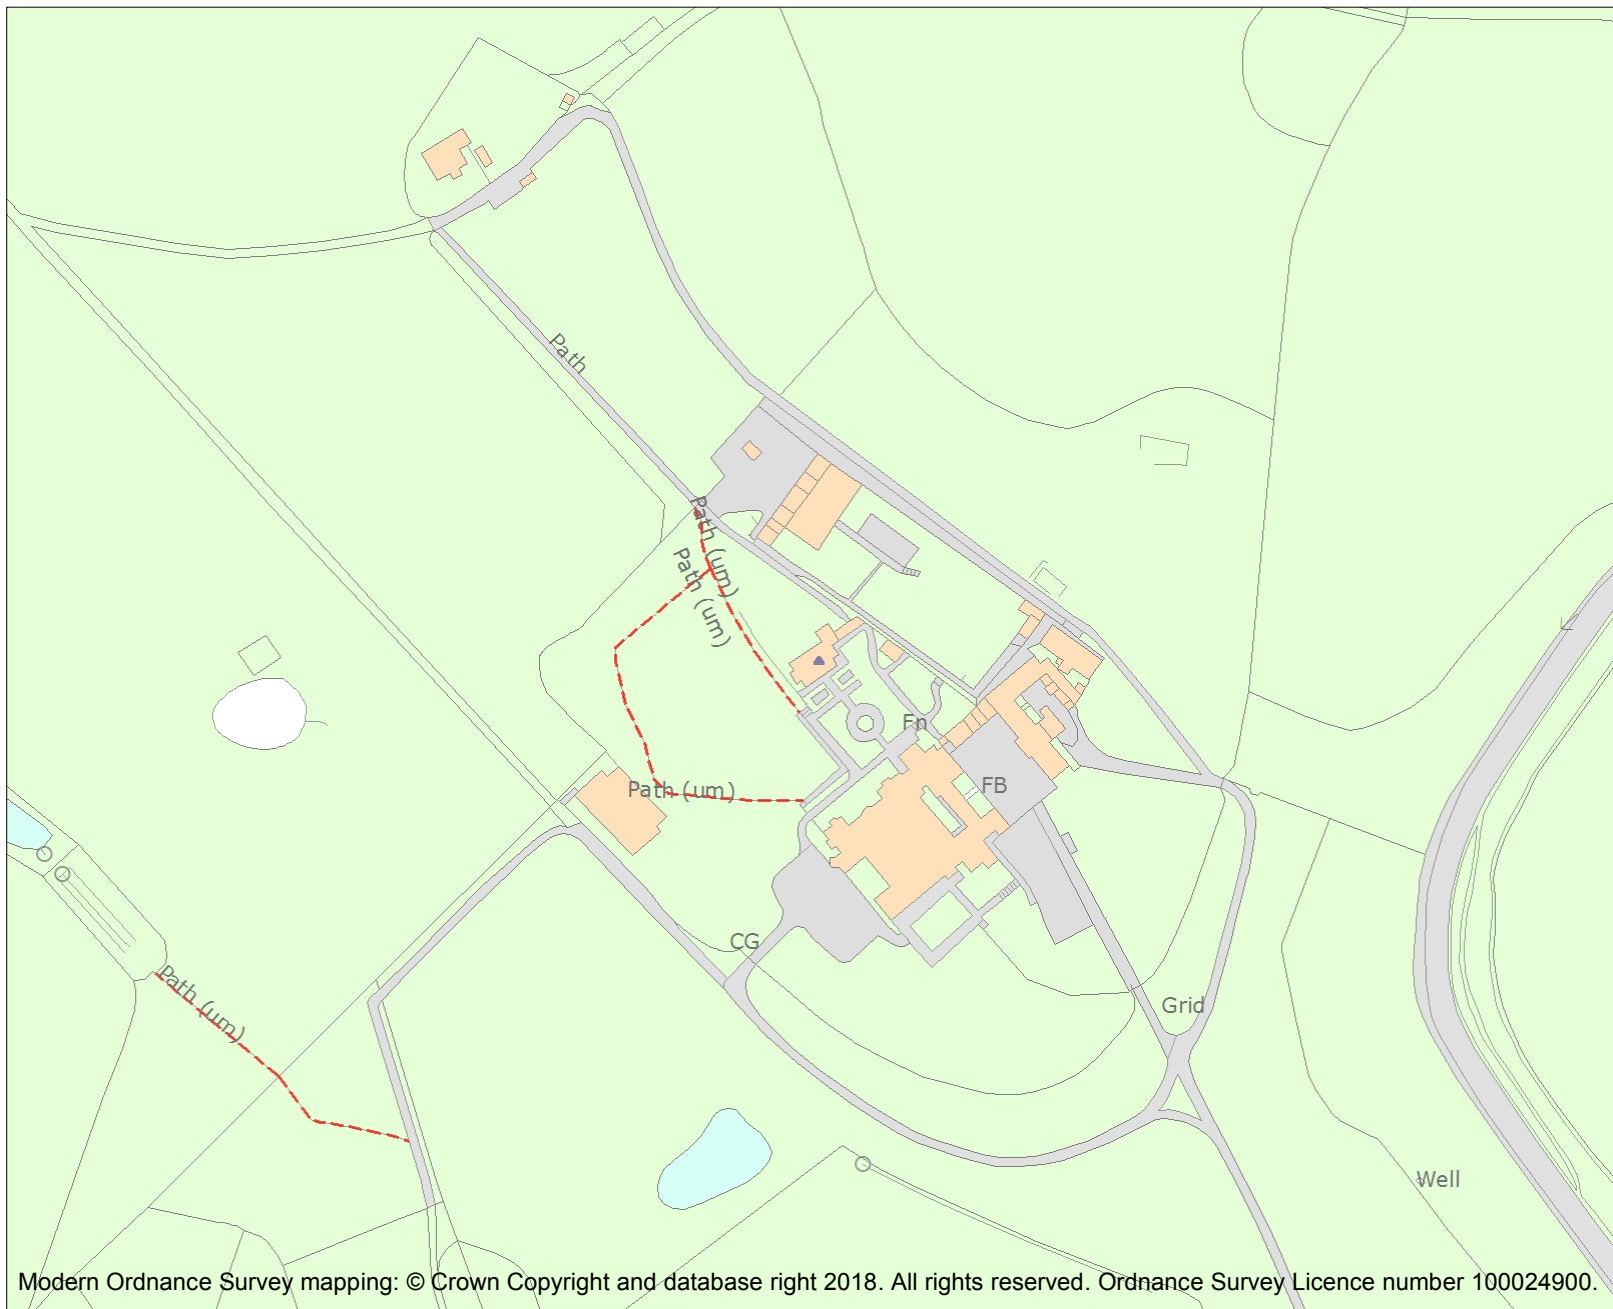 Path
Path (um)
Path (um)
Fn
FB
Path (um)
CG
Path (um)
Grid
Well
Modern Ordnance Survey mapping: © Crown Copyright and database right 2018. All rights reserved. Ordnance Survey Licence number 100024900.